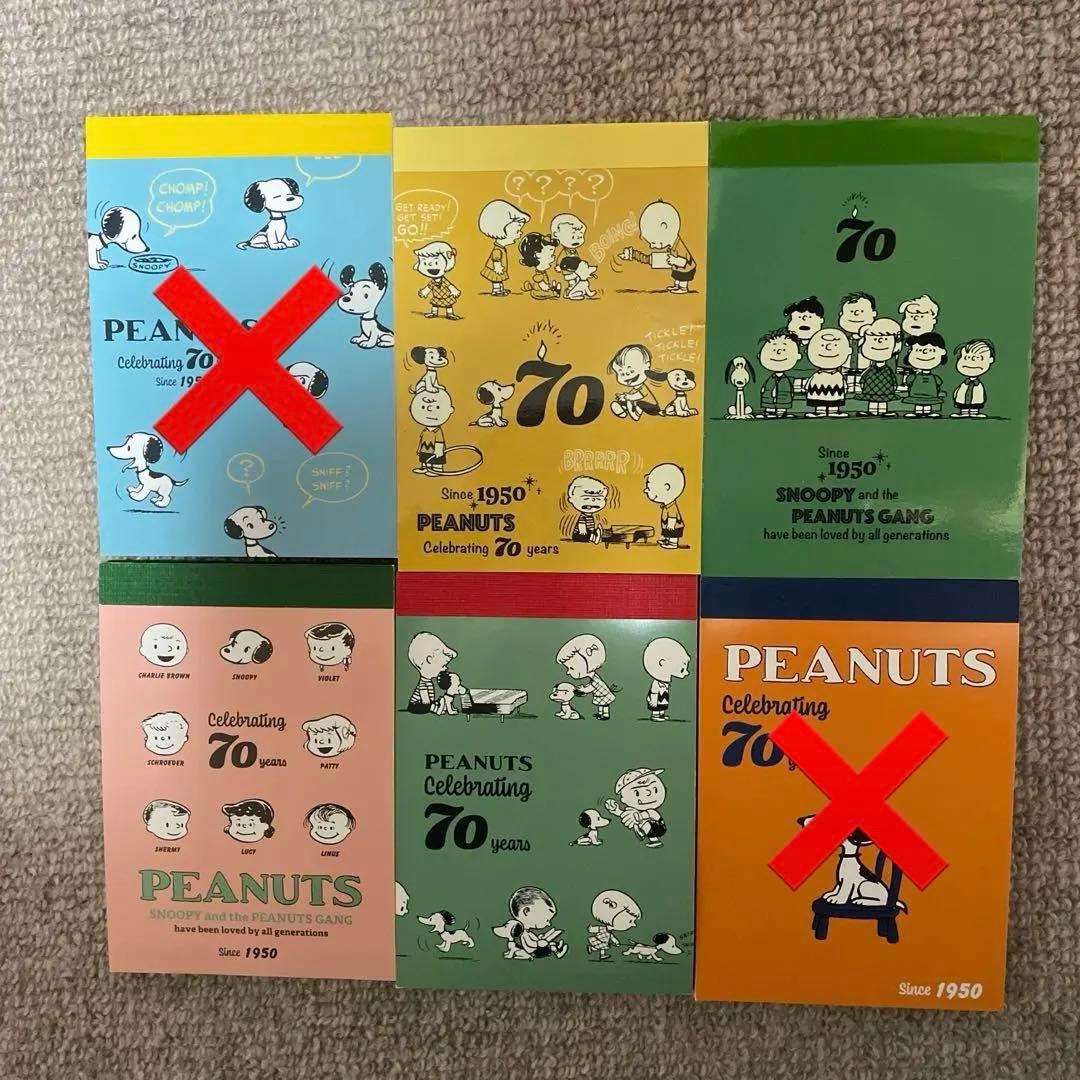 CHOMP!
CHOMP!
SNOOPY
Celebrating 70
Since
?
SNIFF?
SNIFF?
GET READY!
GET SET!
GO!!
? ? ? ?
BOING!
70
TICKLE!
TICKLE!
TICKLE!
BRRRRR
Since 1950
PEANUTS
Celebrating 70 years
70
Since
1950
SNOOPY and the
PEANUTS GANG
have been loved by all generations
CHARLIE BROWN
SNOOPY
VIOLET
SCHROEDER
Celebrating
70 years
PATTY
SHERMY
LUCY
LINUS
PEANUTS
SNOOPY and the PEANUTS GANG
have been loved by all generations
Since 1950
PEANUTS
Celebrating
70 years
PEANUTS
Celebrating
70
Since 1950